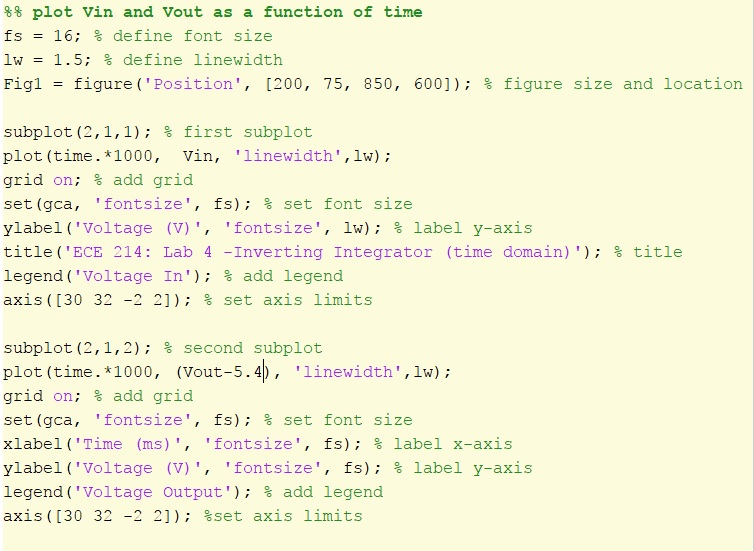 %% plot Vin and Vout as a function of time
fs = 16; % define font size
lw = 1.5; % define linewidth
Fig1 = figure('Position', [200, 75, 850, 600]); % figure size and location
subplot(2,1,1); % first subplot
plot(time.*1000,  Vin, 'linewidth',lw);
grid on; % add grid
set(gca, 'fontsize', fs); % set font size
ylabel('Voltage (V)', 'fontsize', lw); % label y-axis
title('ECE 214: Lab 4 -Inverting Integrator (time domain)'); % title
legend('Voltage In'); % add legend
axis([30 32 -2 2]); % set axis limits
subplot(2,1,2); % second subplot
plot(time.*1000, (Vout-5.4), 'linewidth',lw);
grid on; % add grid
set(gca, 'fontsize', fs); % set font size
xlabel('Time (ms)', 'fontsize', fs); % label x-axis
ylabel('Voltage (V)', 'fontsize', fs); % label y-axis
legend('Voltage Output'); % add legend
axis([30 32 -2 2]); %set axis limits